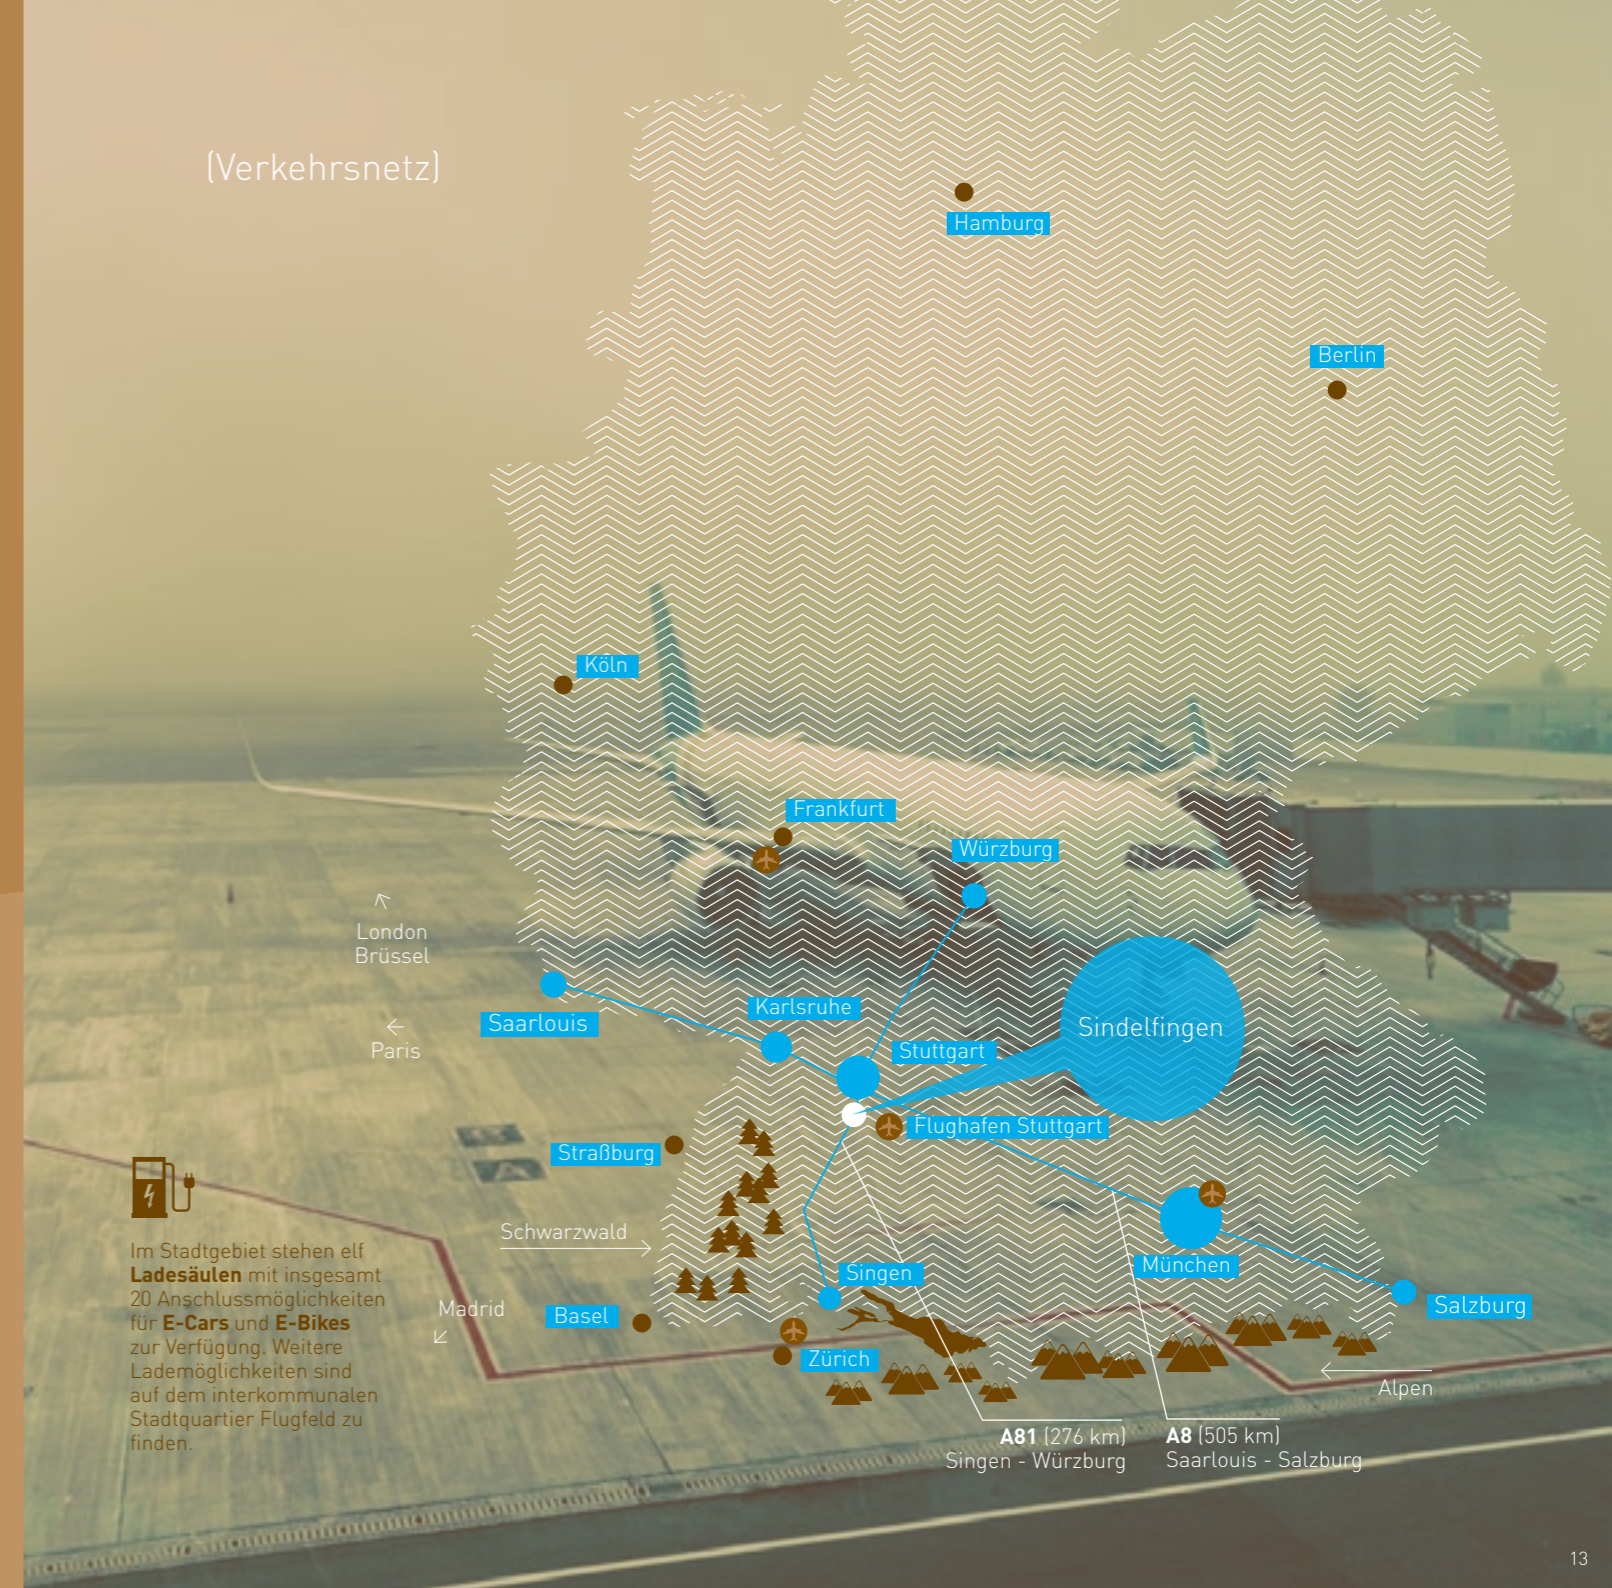 (Verkehrsnetz)
Hamburg
Berlin
Köln
Frankfurt
Würzburg
London
Brüssel
Saarlouis
Karlsruhe
Sindelfingen
Paris
Stuttgart
Flughafen Stuttgart
Straßburg
Schwarzwald
Im Stadtgebiet stehen elf
Ladesäulen mit insgesamt
20 Anschlussmöglichkeiten
für E-Cars und E-Bikes
zur Verfügung. Weitere
Lademöglichkeiten sind
auf dem interkommunalen
Stadtquartier Flugfeld zu
finden.
Madrid
Basel
Singen
München
Salzburg
Zürich
Alpen
A81 (276 km)
Singen - Würzburg
A8 (505 km)
Saarlouis - Salzburg
13